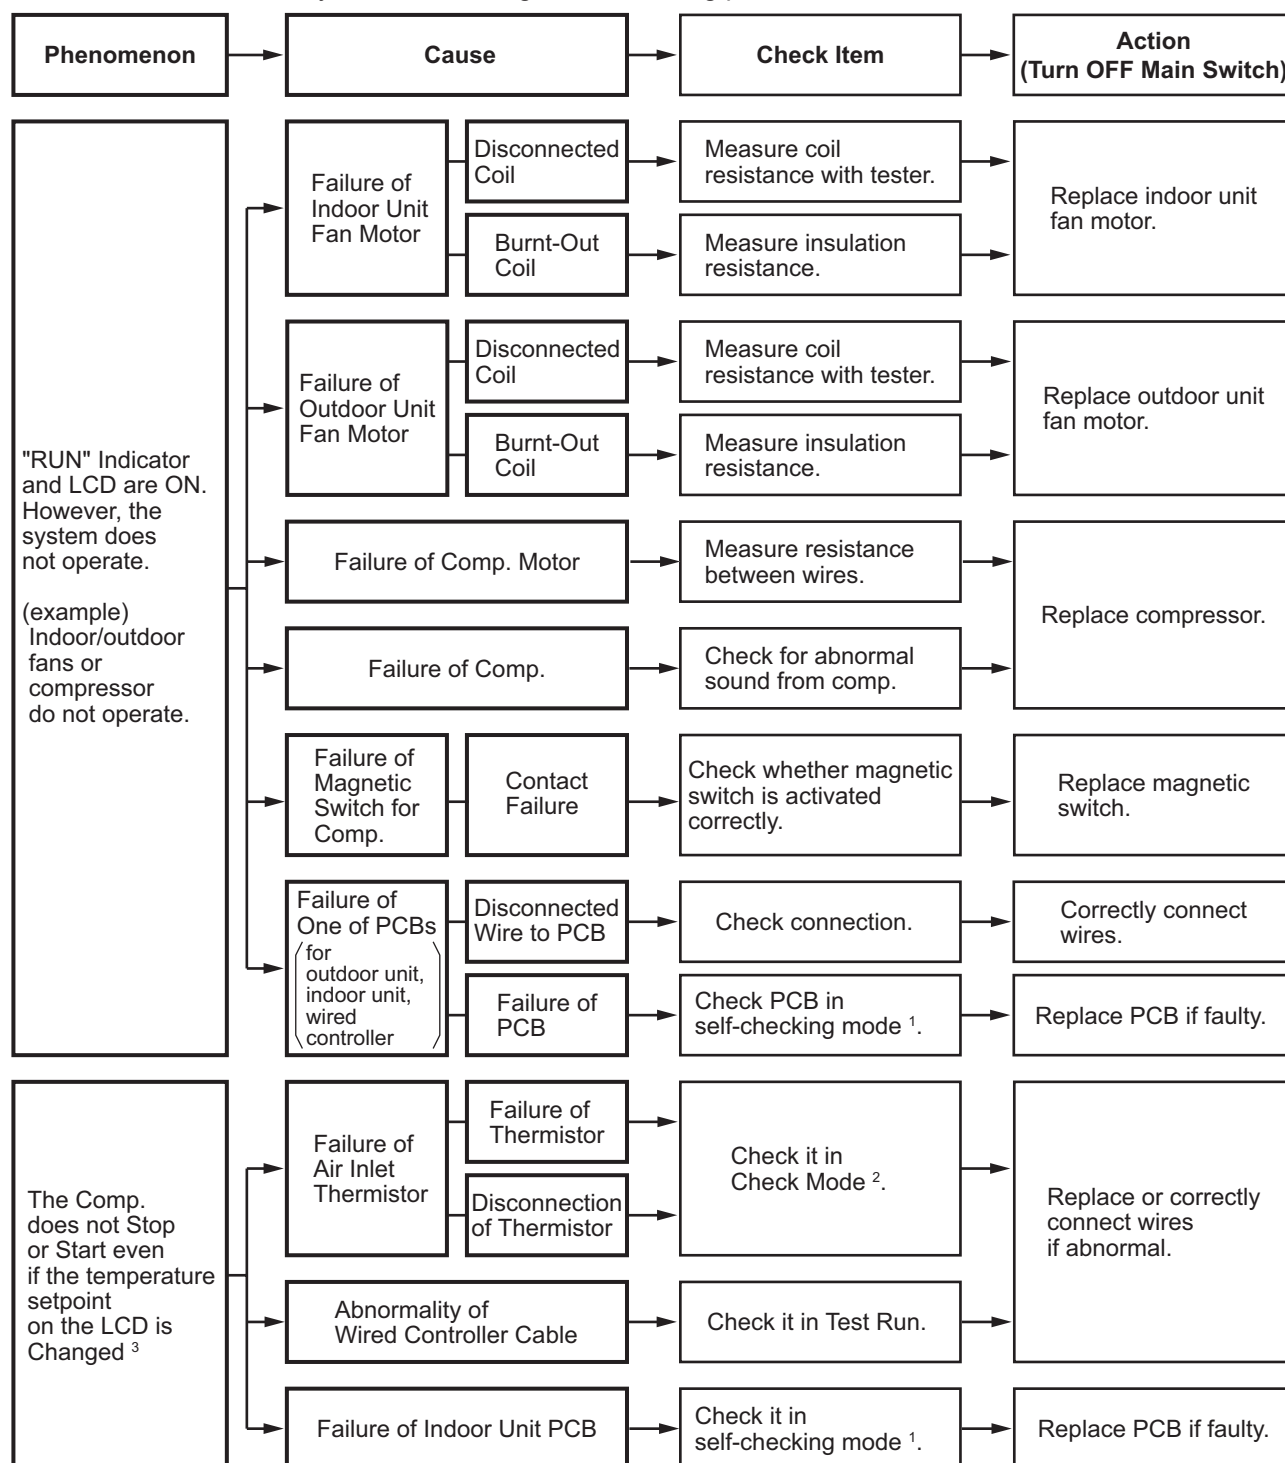 Phenomenon
Cause
Check Item
Action
(Turn OFF Main Switch)
"RUN" Indicator
and LCD are ON.
However, the
system does
not operate.
(example)
Indoor/outdoor
fans or
compressor
do not operate.
Failure of
Indoor Unit
Fan Motor
Disconnected
Coil
Measure coil
resistance with tester.
Burnt-Out
Coil
Measure insulation
resistance.
Replace indoor unit
fan motor.
Failure of
Outdoor Unit
Fan Motor
Disconnected
Coil
Measure coil
resistance with tester.
Burnt-Out
Coil
Measure insulation
resistance.
Replace outdoor unit
fan motor.
Failure of Comp. Motor
Measure resistance
between wires.
Failure of Comp.
Check for abnormal
sound from comp.
Replace compressor.
Failure of
Magnetic
Switch for
Comp.
Contact
Failure
Check whether magnetic
switch is activated
correctly.
Replace magnetic
switch.
Failure of
One of PCBs
for
outdoor unit,
indoor unit,
wired
controller
Disconnected
Wire to PCB
Check connection.
Correctly connect
wires.
Failure of
PCB
Check PCB in
self-checking mode ¹.
Replace PCB if faulty.
The Comp.
does not Stop
or Start even
if the temperature
setpoint
on the LCD is
Changed ³
Failure of
Air Inlet
Thermistor
Failure of
Thermistor
Disconnection
of Thermistor
Check it in
Check Mode ².
Replace or correctly
connect wires
if abnormal.
Abnormality of
Wired Controller Cable
Check it in Test Run.
Failure of Indoor Unit PCB
Check it in
self-checking mode ¹.
Replace PCB if faulty.